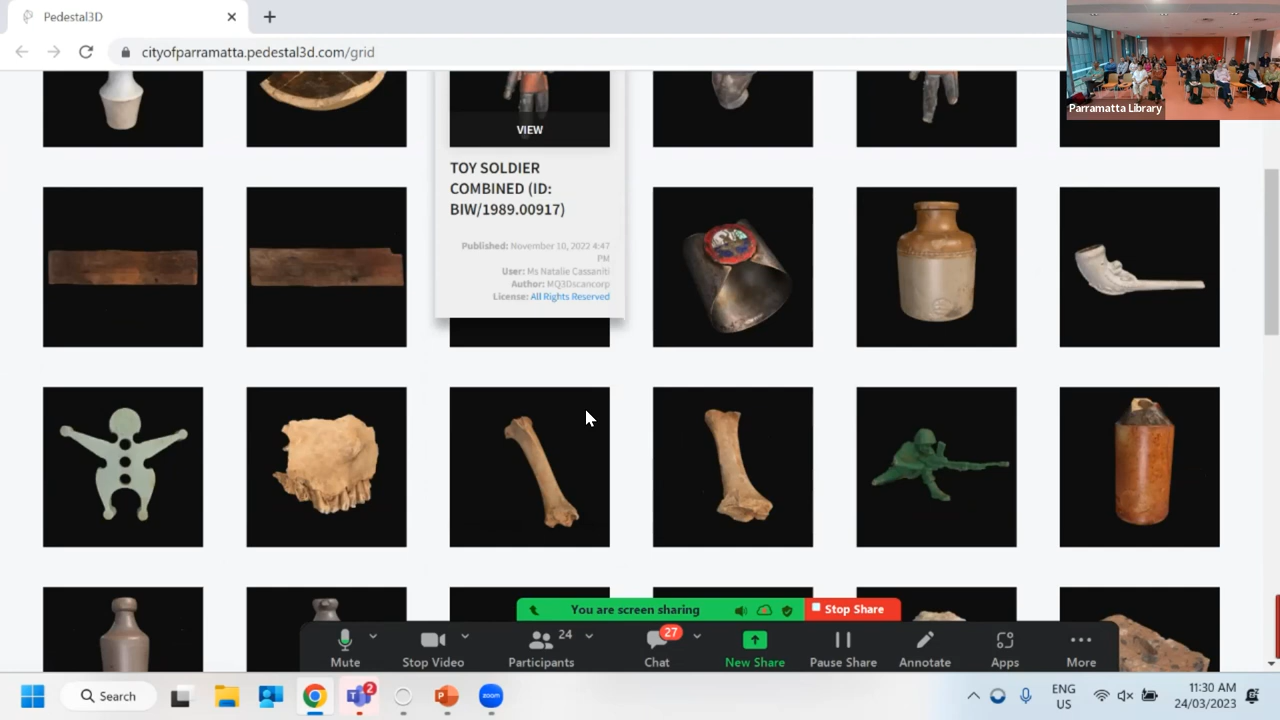 Pedestal3D
cityofparramatta.pedestal3d.com/grid
Parramatta Library
VIEW
TOY SOLDIER
COMBINED (ID:
BIW/1989.00917)
Published: November 10, 2022 4:47
PM
User: Ms Natalie Cassaniti
Author: MQ3Dscancorp
License: All Rights Reserved
You are screen sharing
Stop Share
24
27
Mute
Stop Video
Participants
Chat
New Share
Pause Share
Annotate
Apps
More
Search
2
zoom
ENG
US
11:30 AM
24/03/2023